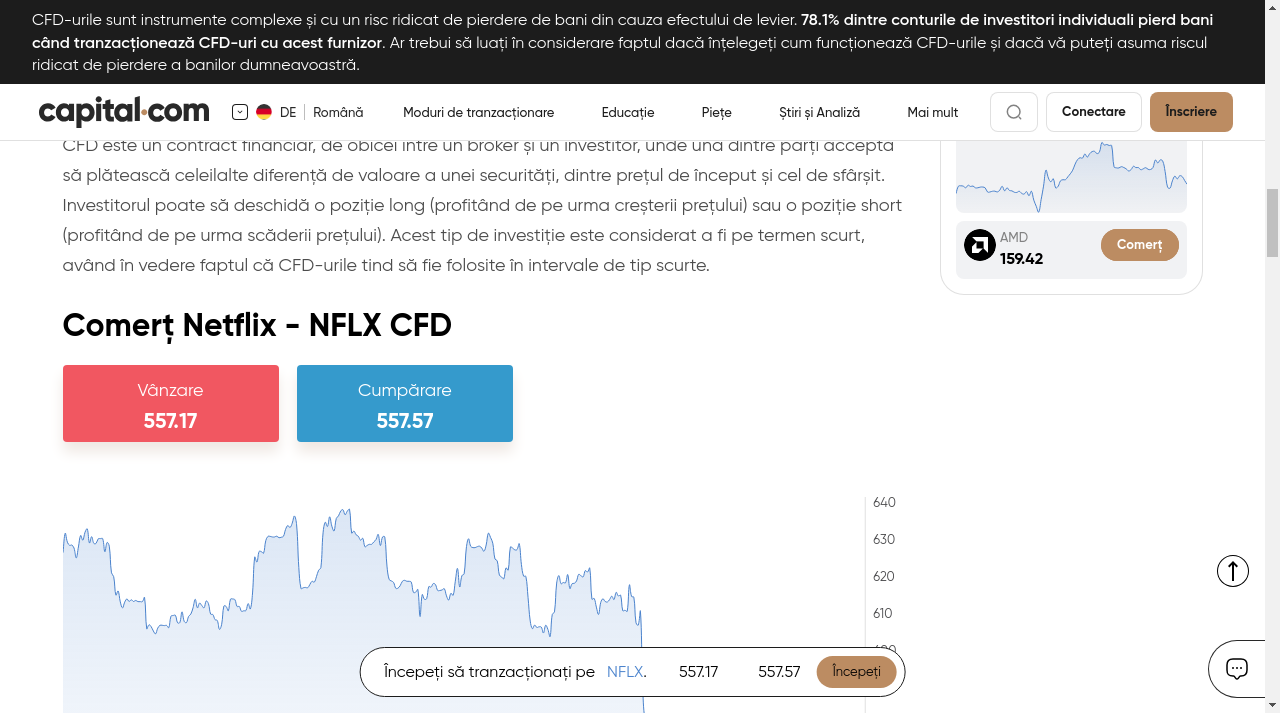 CFD-urile sunt instrumente complexe și cu un risc ridicat de pierdere de bani din cauza efectului de levier. 78.1% dintre conturile de investitori individuali pierd bani
când tranzacționează CFD-uri cu acest furnizor. Ar trebui să luați în considerare faptul dacă înțelegeți cum funcționează CFD-urile și dacă vă puteți asuma riscul
ridicat de pierdere a banilor dumneavoastră.
capital.com DE Română Moduri de tranzacționare Educație Piețe Știri și Analiză Mai mult Conectare Înscriere
CFD este un contract financiar, de obicei între un broker și un investitor, unde una dintre părți acceptă
să plătească celeilalte diferență de valoare a unei securități, dintre prețul de început și cel de sfârșit.
Investitorul poate să deschidă o poziție long (profitând de pe urma creșterii prețului) sau o poziție short
(profitând de pe urma scăderii prețului). Acest tip de investiție este considerat a fi pe termen scurt,
având în vedere faptul că CFD-urile tind să fie folosite în intervale de tip scurte.
AMD
159.42
Comerț
Comerț Netflix - NFLX CFD
Vânzare
557.17
Cumpărare
557.57
640
630
620
610
Începeți să tranzacționați pe NFLX. 557.17 557.57 Începeți